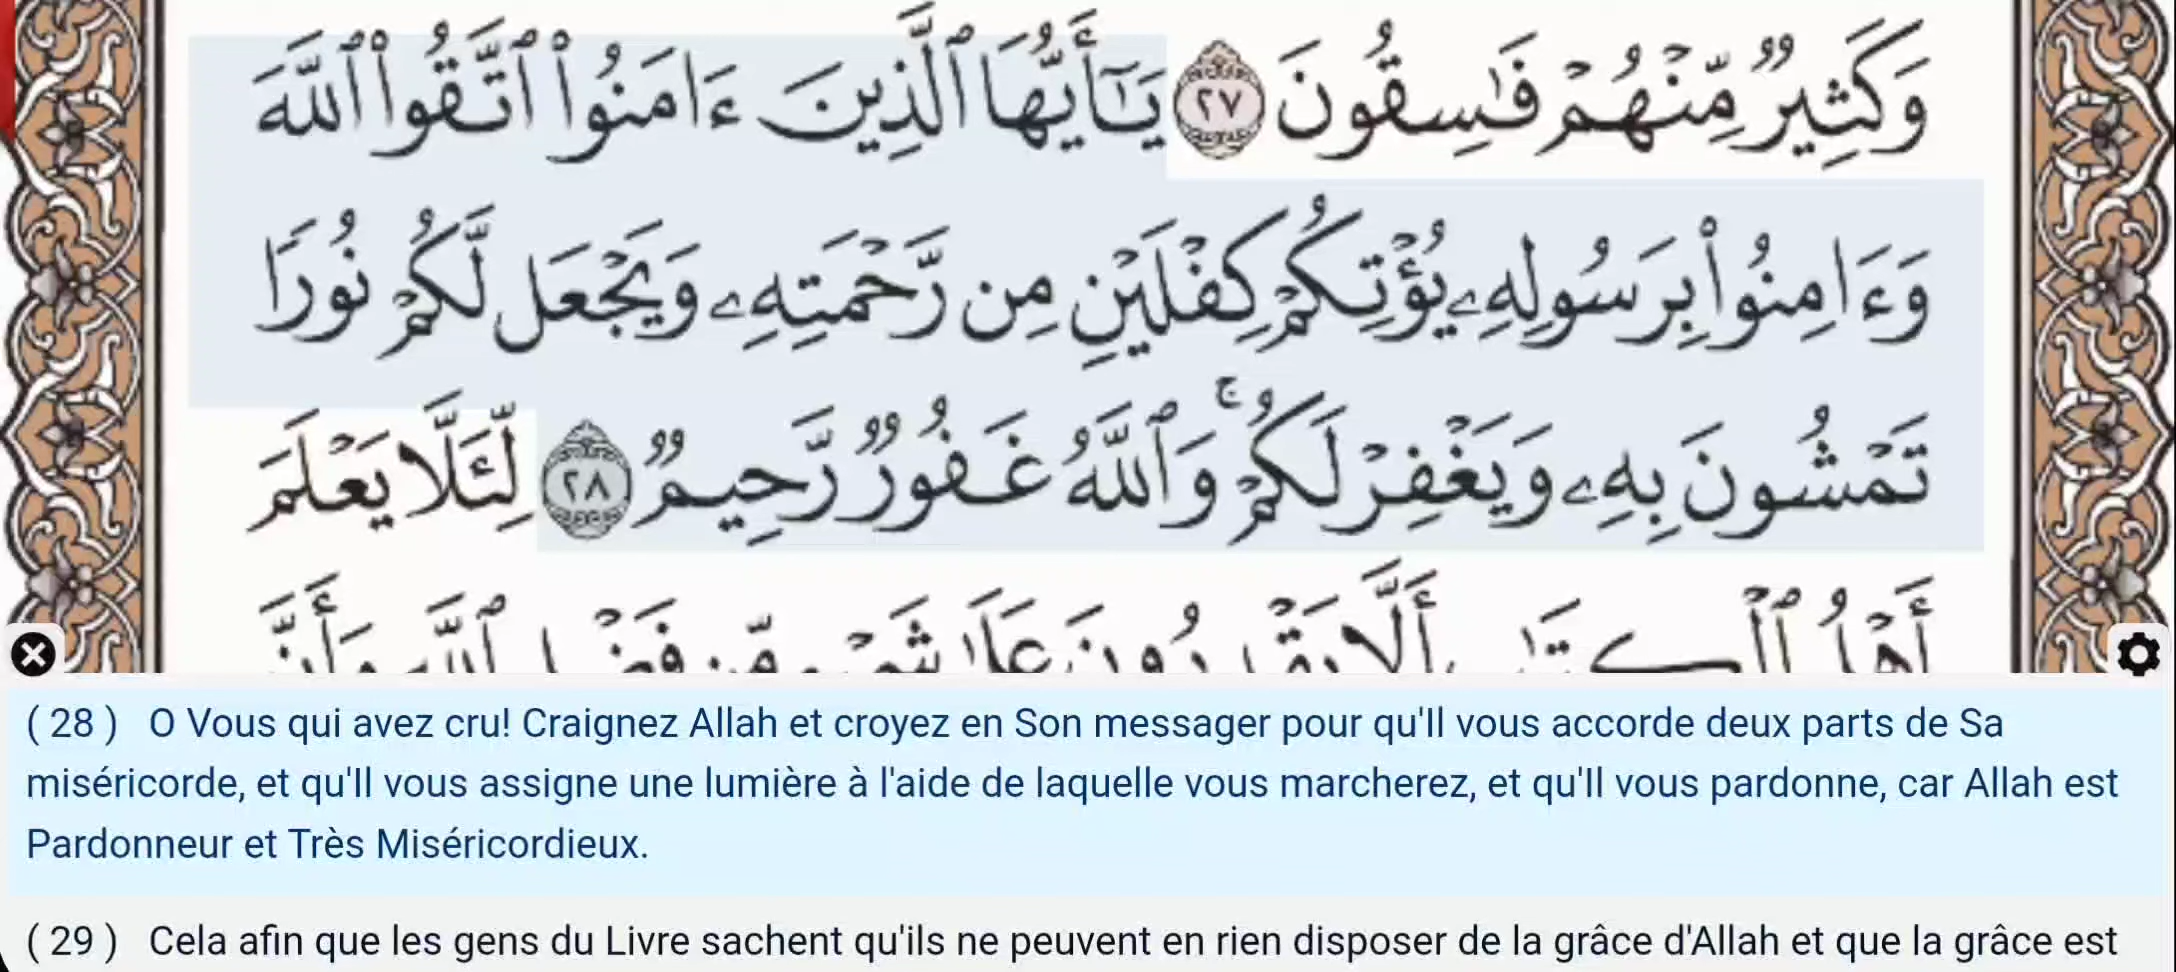 وَكَثِيرٌ مِّنْهُمْ فَٰسِقُونَ ٢٧ يَٰٓأَيُّهَا ٱلَّذِينَ ءَامَنُوا۟ ٱتَّقُوا۟ ٱللَّهَ
وَءَامِنُوا۟ بِرَسُولِهِۦ يُؤْتِكُمْ كِفْلَيْنِ مِن رَّحْمَتِهِۦ وَيَجْعَل لَّكُمْ نُورًا
تَمْشُونَ بِهِۦ وَيَغْفِرْ لَكُمْ ۚ وَٱللَّهُ غَفُورٌ رَّحِيمٌ ٢٨ لِّئَلَّا يَعْلَمَ
أَهْلُ ٱلْكِتَٰبِ أَلَّا يَقْدِرُونَ عَلَىٰ شَىْءٍ مِّن فَضْلِ ٱللَّهِ وَأَنَّ
( 28 ) O Vous qui avez cru! Craignez Allah et croyez en Son messager pour qu'Il vous accorde deux parts de Sa
miséricorde, et qu'Il vous assigne une lumière à l'aide de laquelle vous marcherez, et qu'Il vous pardonne, car Allah est
Pardonneur et Très Miséricordieux.
( 29 ) Cela afin que les gens du Livre sachent qu'ils ne peuvent en rien disposer de la grâce d'Allah et que la grâce est